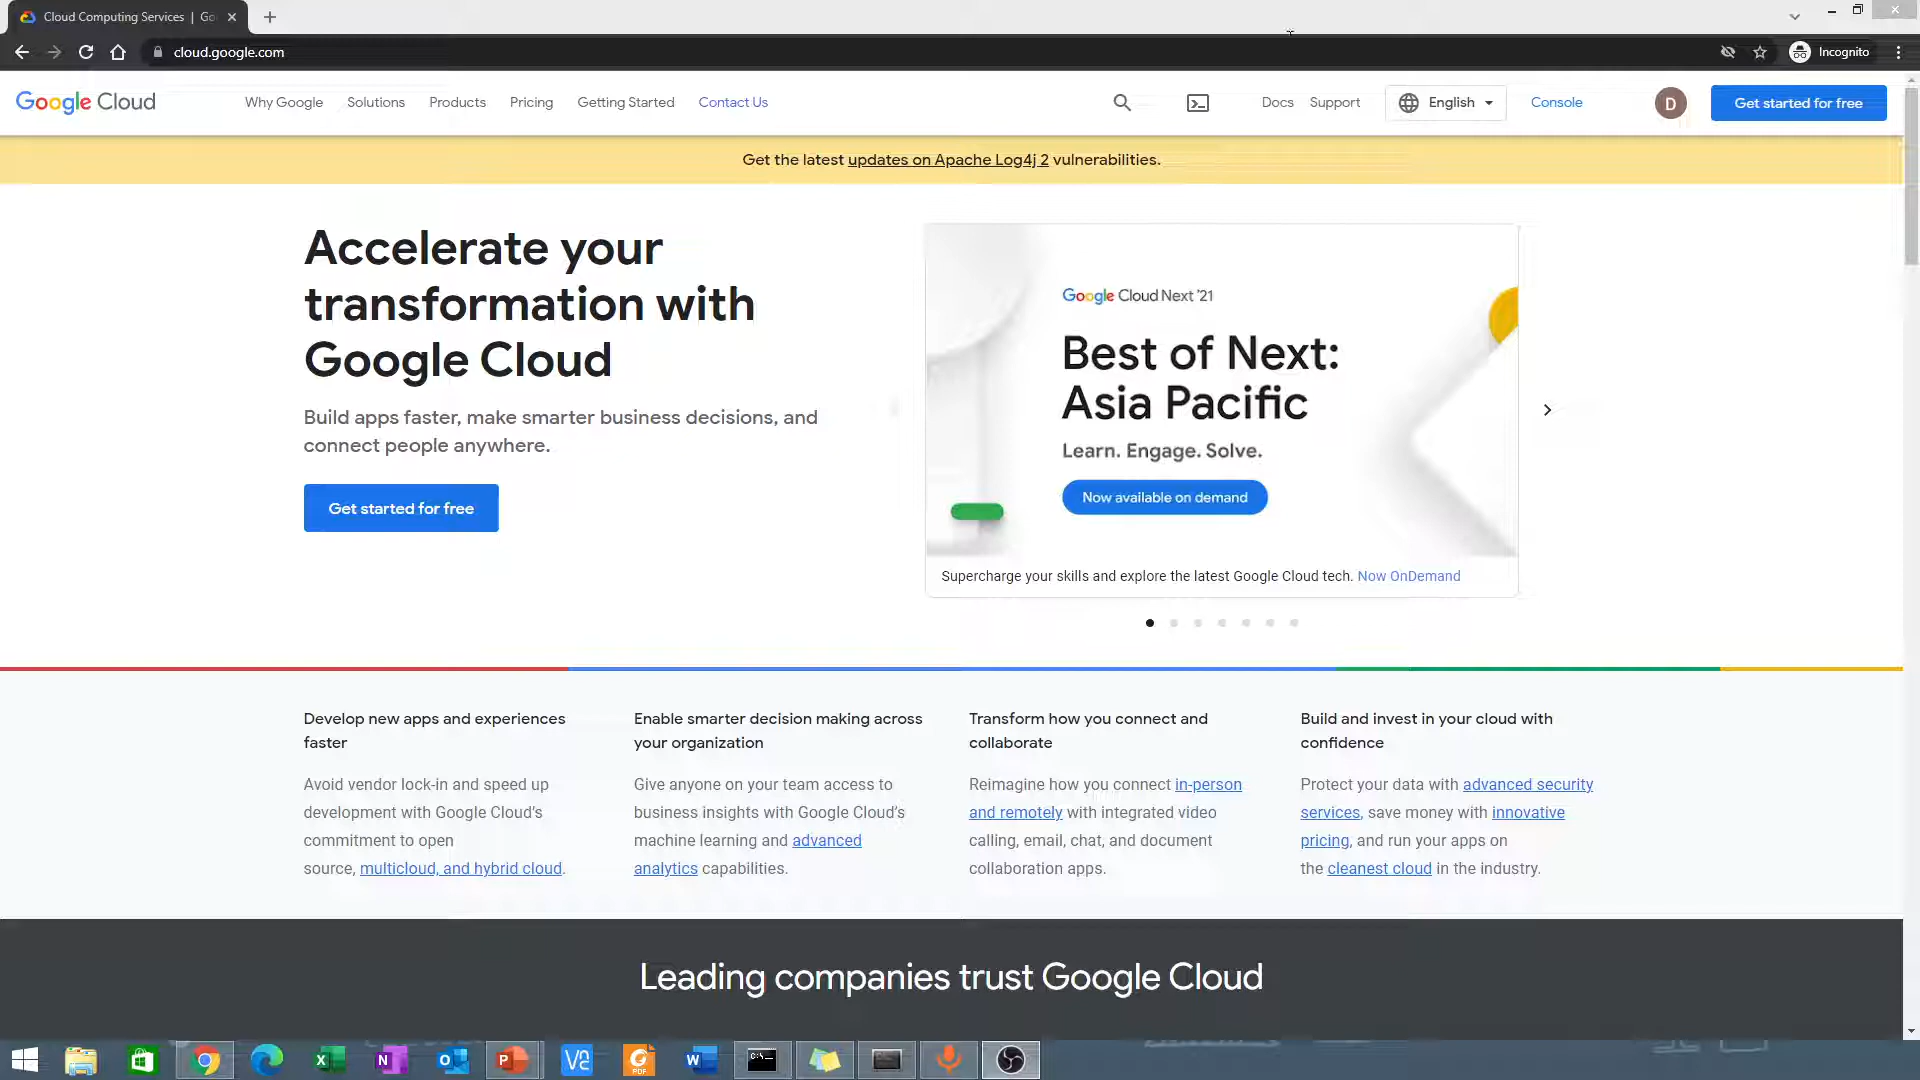 Cloud Computing Services | Go
cloud.google.com
Incognito
Google Cloud
Why Google
Solutions
Products
Pricing
Getting Started
Contact Us
Docs
Support
English
Console
D
Get started for free
Get the latest updates on Apache Log4j 2 vulnerabilities.
Accelerate your
transformation with
Google Cloud
Build apps faster, make smarter business decisions, and
connect people anywhere.
Get started for free
Google Cloud Next '21
Best of Next:
Asia Pacific
Learn. Engage. Solve.
Now available on demand
Supercharge your skills and explore the latest Google Cloud tech. Now OnDemand
Develop new apps and experiences
faster
Avoid vendor lock-in and speed up
development with Google Cloud's
commitment to open
source, multicloud, and hybrid cloud.
Enable smarter decision making across
your organization
Give anyone on your team access to
business insights with Google Cloud's
machine learning and advanced
analytics capabilities.
Transform how you connect and
collaborate
Reimagine how you connect in-person
and remotely with integrated video
calling, email, chat, and document
collaboration apps.
Build and invest in your cloud with
confidence
Protect your data with advanced security
services, save money with innovative
pricing, and run your apps on
the cleanest cloud in the industry.
Leading companies trust Google Cloud